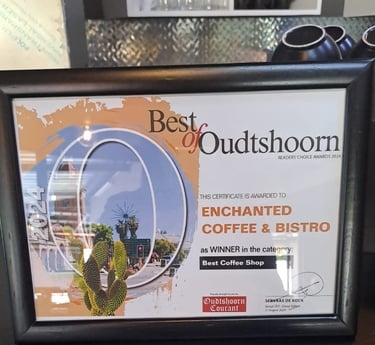 Best
of Oudtshoorn
READERS' CHOICE AWARDS 2024
2024
THIS CERTIFICATE IS AWARDED TO
ENCHANTED
COFFEE & BISTRO
as WINNER in the category:
Best Coffee Shop
Oudtshoorn
Courant